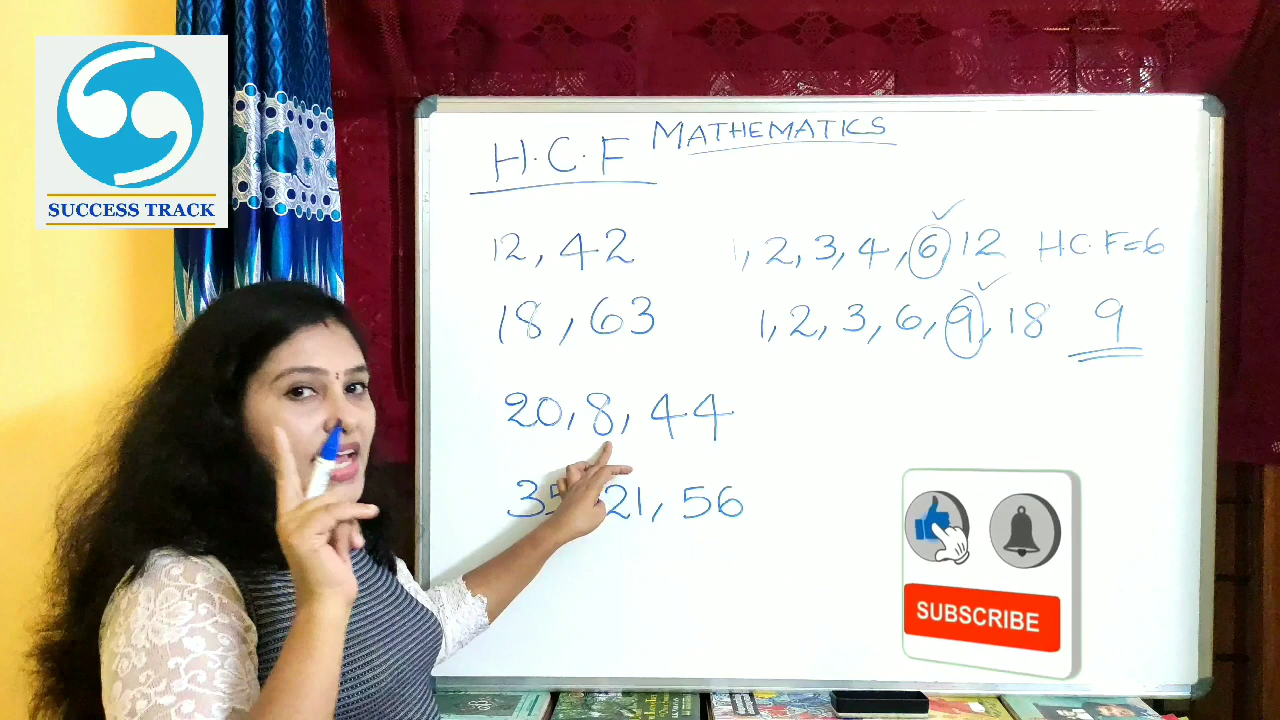 SUCCESS TRACK
MATHEMATICS
H.C.F
12, 42
1, 2, 3, 4, 6, 12 H.C.F=6
18, 63
1, 2, 3, 6, 9, 18 9
20, 8, 44
35, 21, 56
SUBSCRIBE